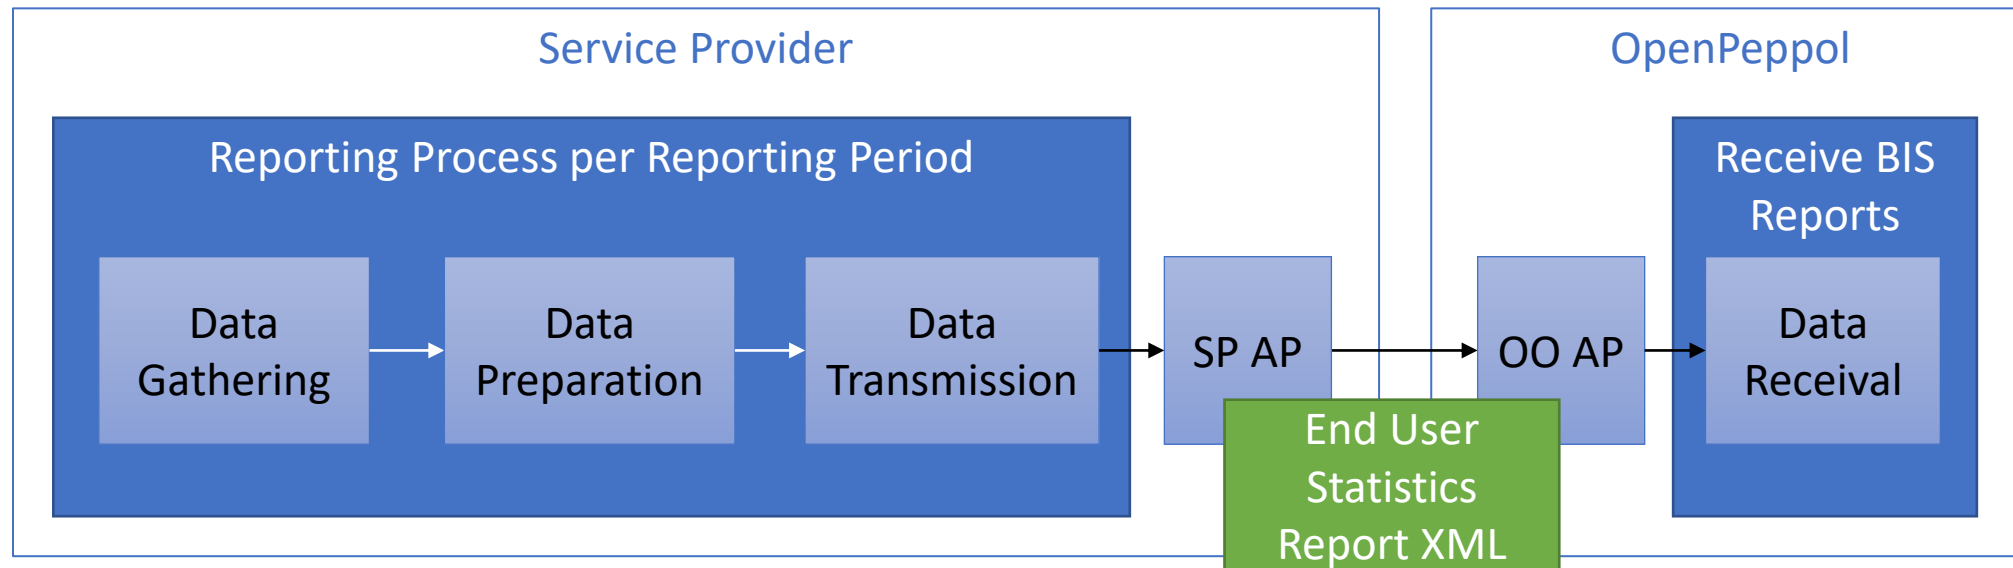 Service Provider
OpenPeppol
Reporting Process per Reporting Period
Receive BIS
Reports
Data
Gathering
Data
Preparation
Data
Transmission
SP AP
OO AP
Data
Receival
End User
Statistics
Report XML